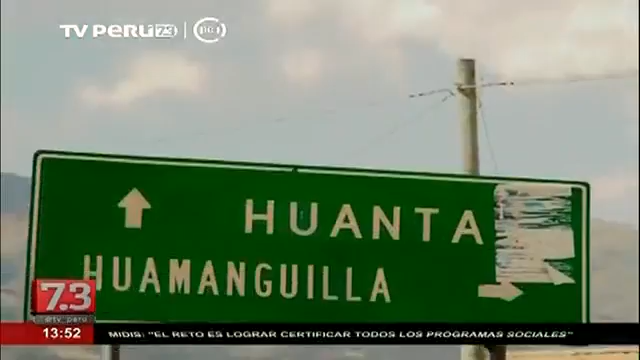 TV PERU 7.3 HD
HUANTA
HUAMANGUILLA
7.3
@tv_peru
13:52 MIDIS: "EL RETO ES LOGRAR CERTIFICAR TODOS LOS PROGRAMAS SOCIALES"